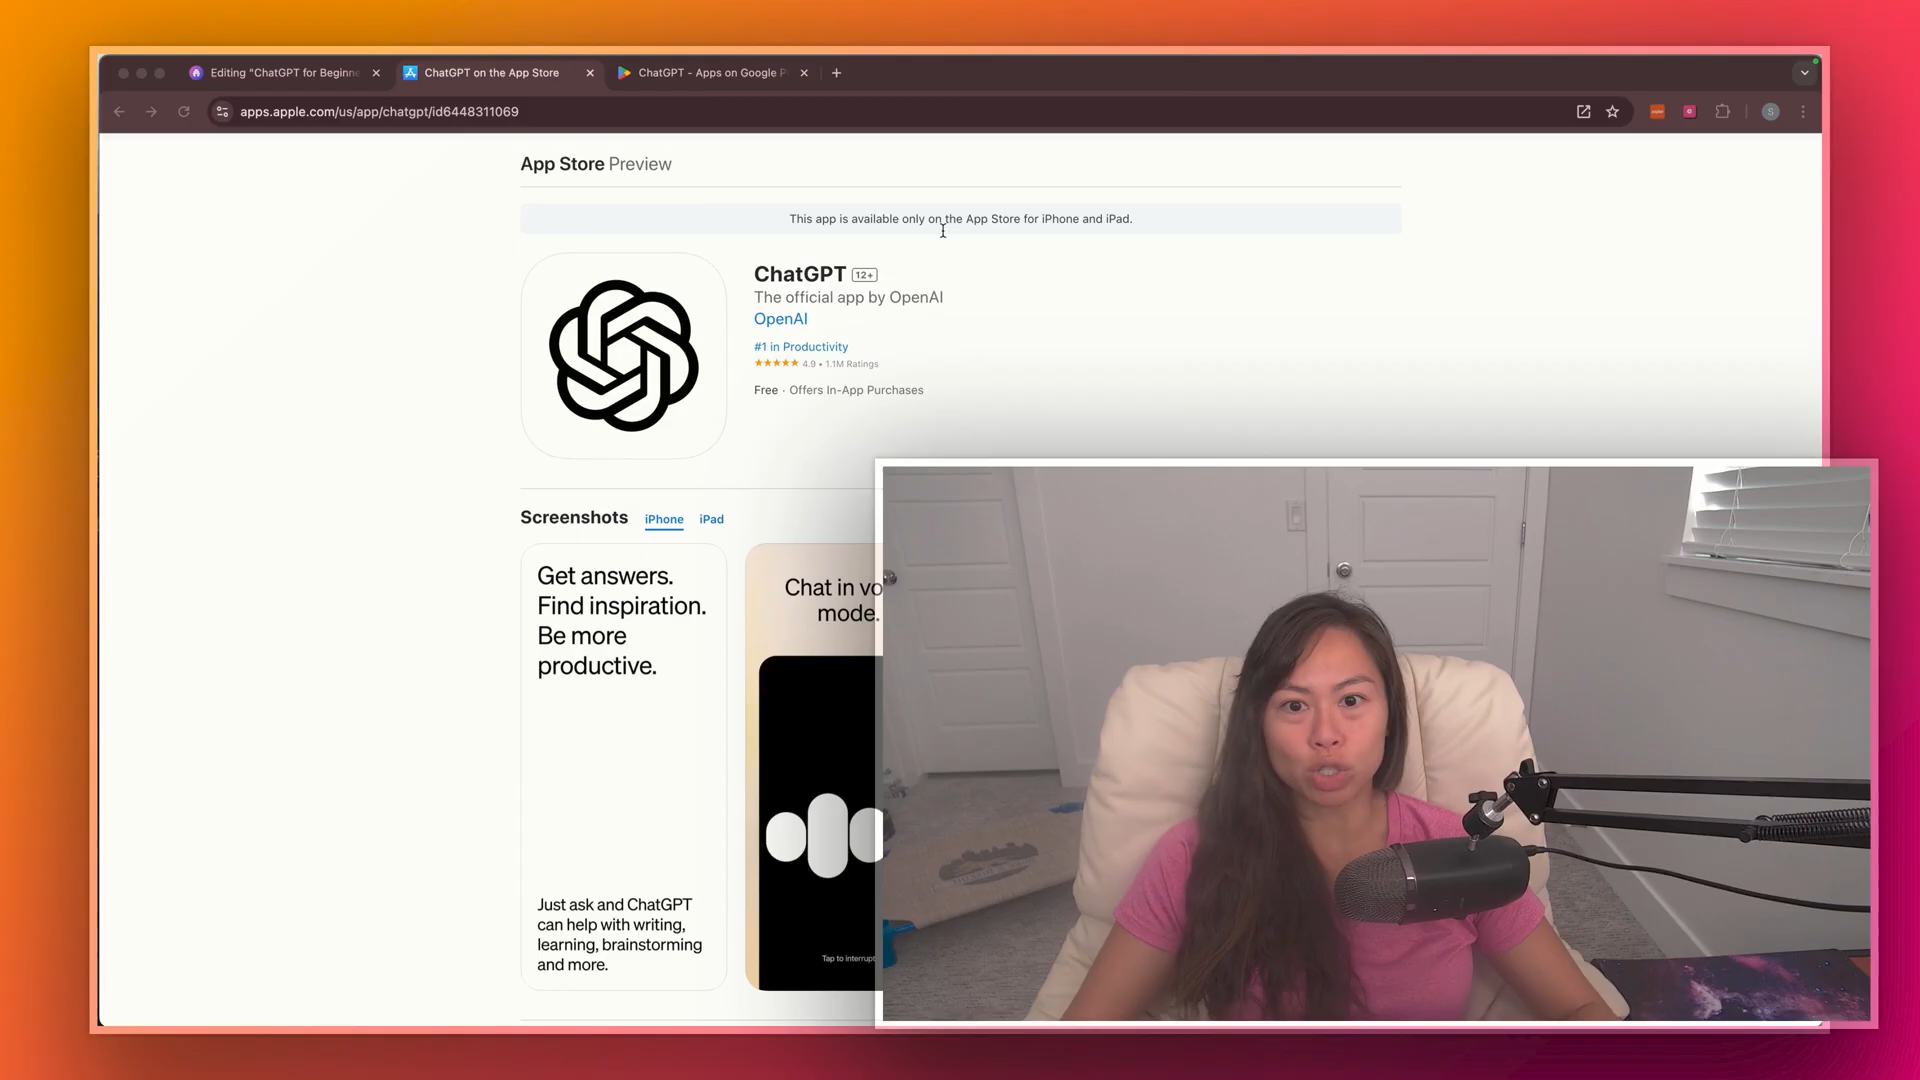 Editing "ChatGPT for Beginne
ChatGPT on the App Store
ChatGPT - Apps on Google P
apps.apple.com/us/app/chatgpt/id6448311069
S
App Store Preview
This app is available only on the App Store for iPhone and iPad.
ChatGPT 12+
The official app by OpenAI
OpenAI
#1 in Productivity
4.9 • 1.1M Ratings
Free · Offers In-App Purchases
Screenshots iPhone iPad
Get answers.
Find inspiration.
Be more
productive.
Just ask and ChatGPT
can help with writing,
learning, brainstorming
and more.
Chat in vo
mode.
Tap to interrupt